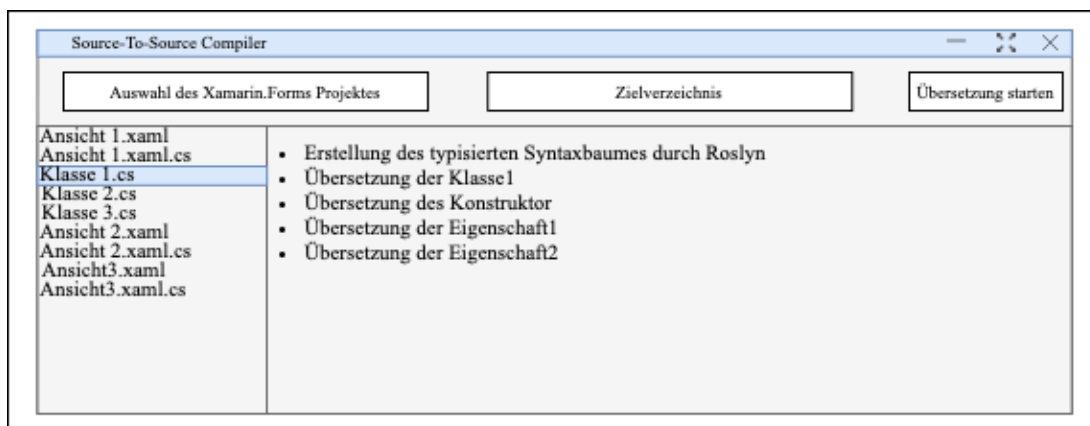 Source-To-Source Compiler
Auswahl des Xamarin.Forms Projektes
Zielverzeichnis
Übersetzung starten
Ansicht 1.xaml
Ansicht 1.xaml.cs
Klasse 1.cs
Klasse 2.cs
Klasse 3.cs
Ansicht 2.xaml
Ansicht 2.xaml.cs
Ansicht3.xaml
Ansicht3.xaml.cs
• Erstellung des typisierten Syntaxbaumes durch Roslyn
• Übersetzung der Klasse1
• Übersetzung des Konstruktor
• Übersetzung der Eigenschaft1
• Übersetzung der Eigenschaft2